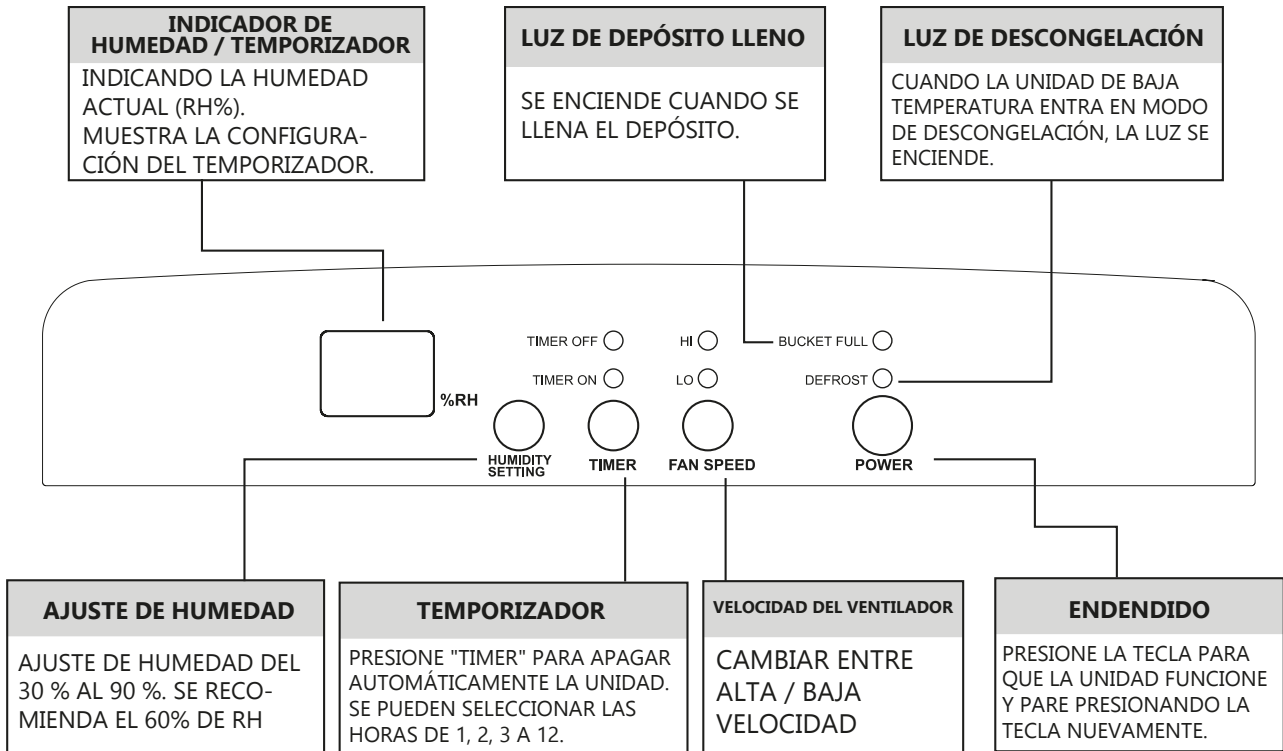 INDICADOR DE
HUMEDAD / TEMPORIZADOR
INDICANDO LA HUMEDAD
ACTUAL (RH%).
MUESTRA LA CONFIGURA-
CIÓN DEL TEMPORIZADOR.
LUZ DE DEPÓSITO LLENO
SE ENCIENDE CUANDO SE
LLENA EL DEPÓSITO.
LUZ DE DESCONGELACIÓN
CUANDO LA UNIDAD DE BAJA
TEMPERATURA ENTRA EN MODO
DE DESCONGELACIÓN, LA LUZ SE
ENCIENDE.
TIMER OFF
HI
BUCKET FULL
TIMER ON
LO
DEFROST
%RH
HUMIDITY
SETTING
TIMER
FAN SPEED
POWER
AJUSTE DE HUMEDAD
AJUSTE DE HUMEDAD DEL
30 % AL 90 %. SE RECO-
MIENDA EL 60% DE RH
TEMPORIZADOR
PRESIONE "TIMER" PARA APAGAR
AUTOMÁTICAMENTE LA UNIDAD.
SE PUEDEN SELECCIONAR LAS
HORAS DE 1, 2, 3 A 12.
VELOCIDAD DEL VENTILADOR
CAMBIAR ENTRE
ALTA / BAJA
VELOCIDAD
ENDENDIDO
PRESIONE LA TECLA PARA
QUE LA UNIDAD FUNCIONE
Y PARE PRESIONANDO LA
TECLA NUEVAMENTE.